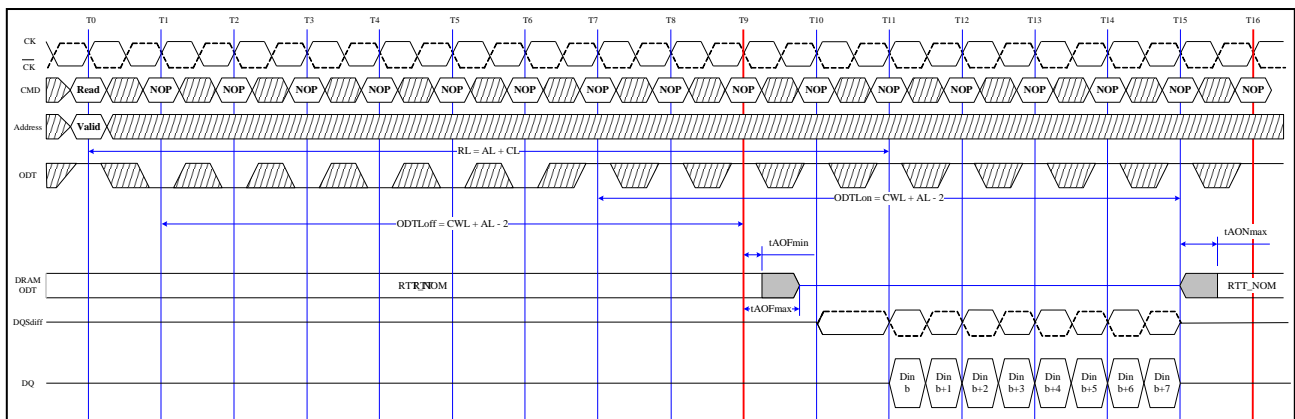 T0 T1 T2 T3 T4 T5 T6 T7 T8 T9 T10 T11 T12 T13 T14 T15 T16
CK
CK
CMD Read NOP NOP NOP NOP NOP NOP NOP NOP NOP NOP NOP NOP NOP NOP NOP NOP
Address Valid
RL = AL + CL
ODT
ODTLon = CWL + AL - 2
ODTLoff = CWL + AL - 2
tAOFmin
tAONmax
DRAM
ODT
RTT_NOM
RTT_NOM
tAOFmax
DQSdiff
DQ
Din b
Din b+1
Din b+2
Din b+3
Din b+4
Din b+5
Din b+6
Din b+7